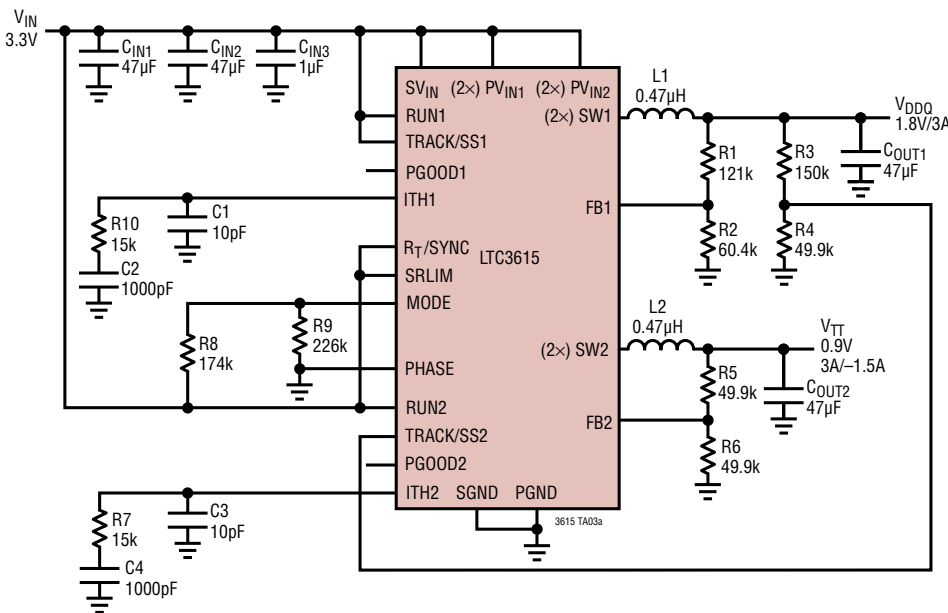 VIN
3.3V
CIN1
47µF
CIN2
47µF
CIN3
1µF
SVIN (2×) PVIN1 (2×) PVIN2
RUN1
TRACK/SS1
PGOOD1
ITH1
RT/SYNC
SRLIM
MODE
PHASE
RUN2
TRACK/SS2
PGOOD2
ITH2
SGND PGND
LTC3615
(2×) SW1
FB1
(2×) SW2
FB2
L1
0.47µH
VDDQ
1.8V/3A
R1
121k
R3
150k
COUT1
47µF
R2
60.4k
R4
49.9k
R10
15k
C1
10pF
C2
1000pF
R8
174k
R9
226k
L2
0.47µH
VTT
0.9V
3A/–1.5A
R5
49.9k
COUT2
47µF
R6
49.9k
R7
15k
C3
10pF
C4
1000pF
3615 TA03a